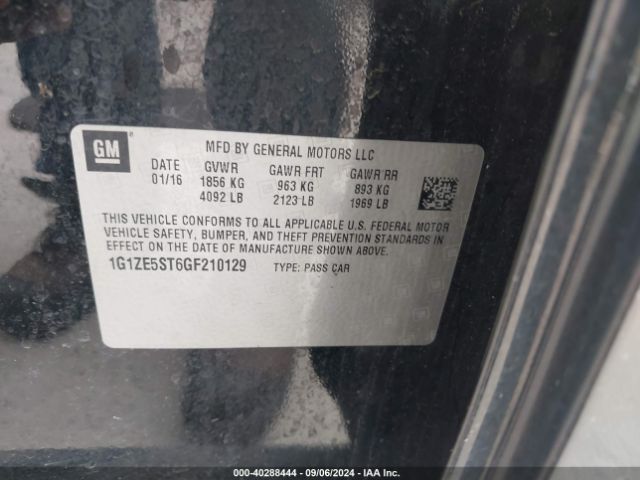 GM
MFD BY GENERAL MOTORS LLC
DATE GVWR GAWR FRT GAWR RR
01/16 1856 KG 963 KG 893 KG
4092 LB 2123 LB 1969 LB
THIS VEHICLE CONFORMS TO ALL APPLICABLE U.S. FEDERAL MOTOR
VEHICLE SAFETY, BUMPER, AND THEFT PREVENTION STANDARDS IN
EFFECT ON THE DATE OF MANUFACTURE SHOWN ABOVE.
1G1ZE5ST6GF210129 TYPE: PASS CAR
000-40288444 - 09/06/2024 - IAA Inc.